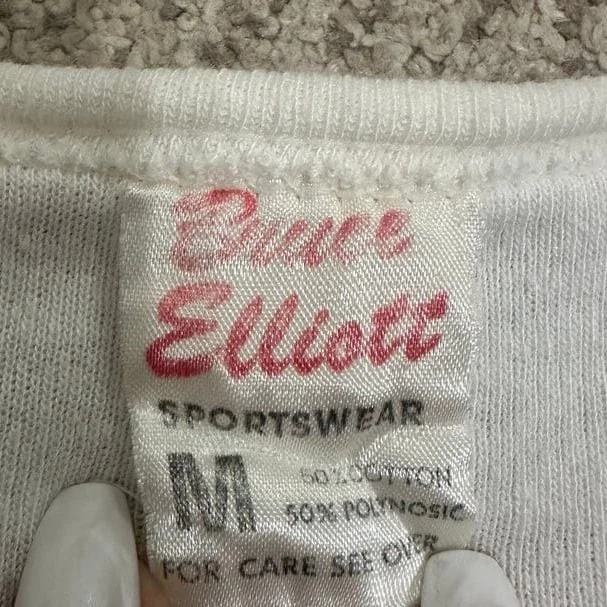 Bruce
Elliott
SPORTSWEAR
M
50% COTTON
50% POLYNOSIC
FOR CARE SEE OVER